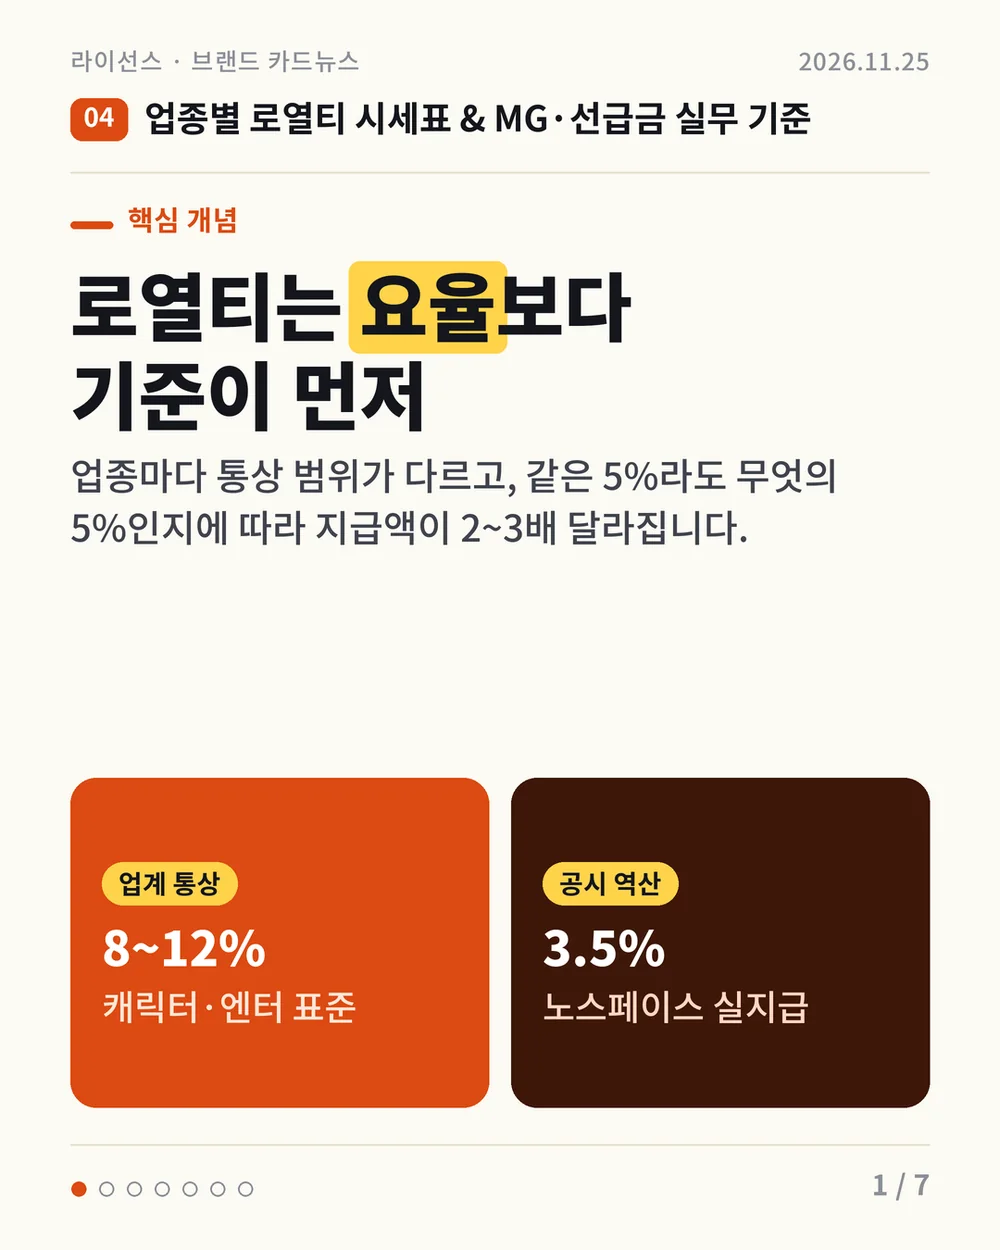 라이선스 · 브랜드 카드뉴스
2026.11.25
04 업종별 로열티 시세표 & MG·선급금 실무 기준
핵심 개념
로열티는 요율보다
기준이 먼저
업종마다 통상 범위가 다르고, 같은 5%라도 무엇의
5%인지에 따라 지급액이 2~3배 달라집니다.
업계 통상
8~12%
캐릭터·엔터 표준
공시 역산
3.5%
노스페이스 실지급
1 / 7